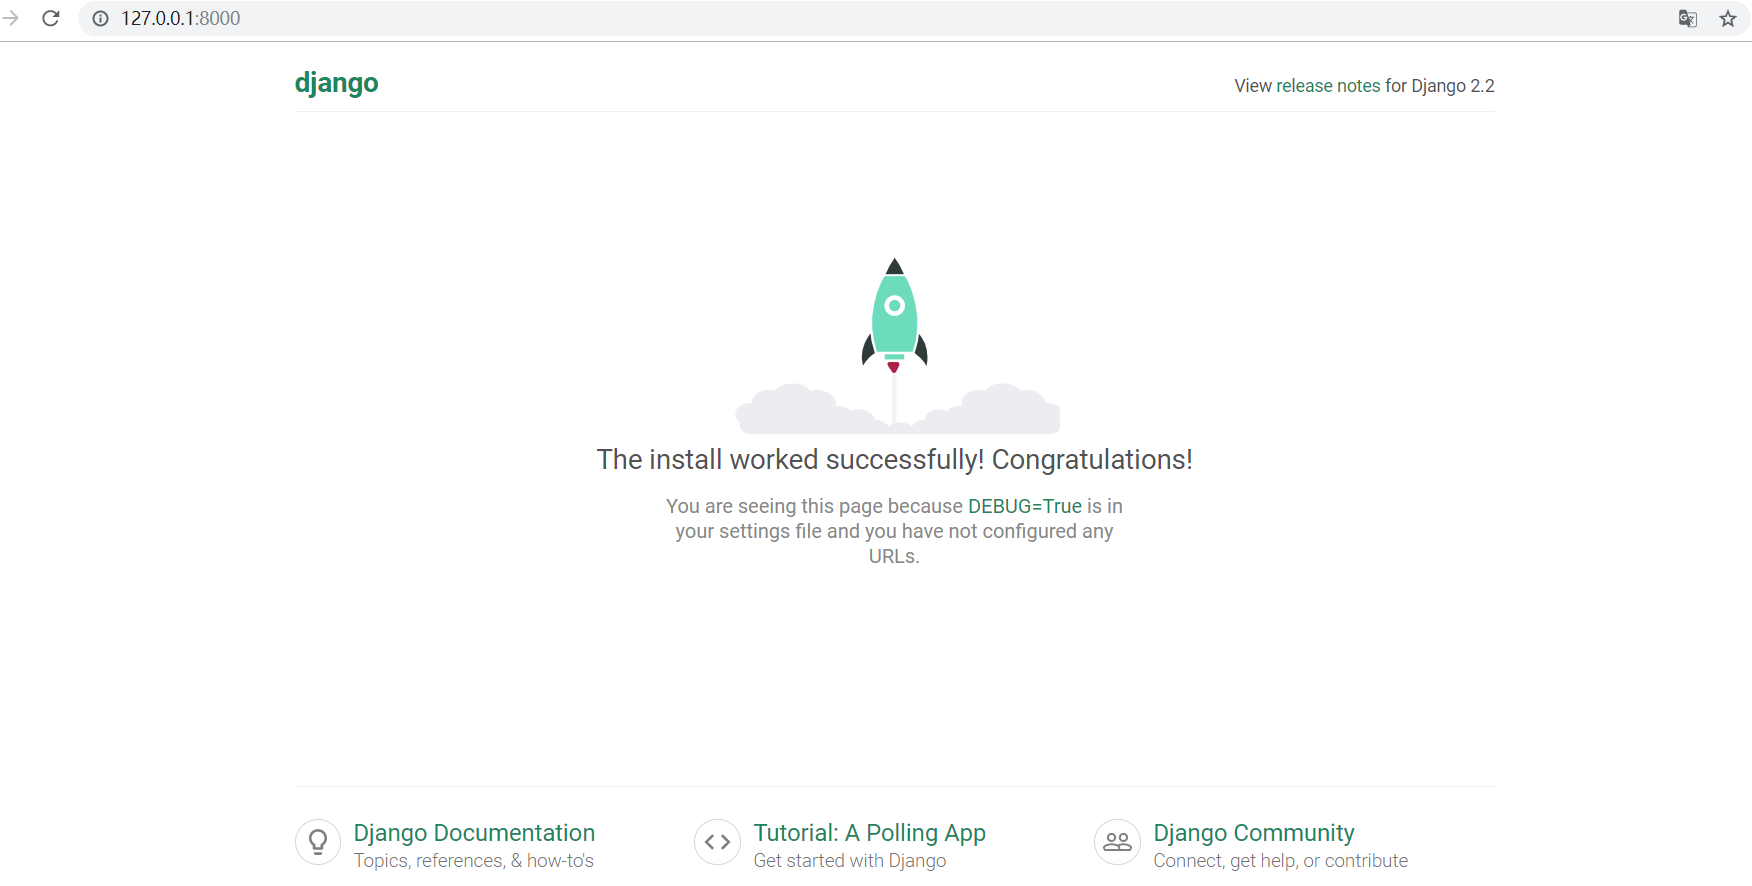 127.0.0.1:8000
django
View release notes for Django 2.2
The install worked successfully! Congratulations!
You are seeing this page because DEBUG=True is in
your settings file and you have not configured any
URLs.
Django Documentation
Topics, references, & how-to's
Tutorial: A Polling App
Get started with Django
Django Community
Connect, get help, or contribute